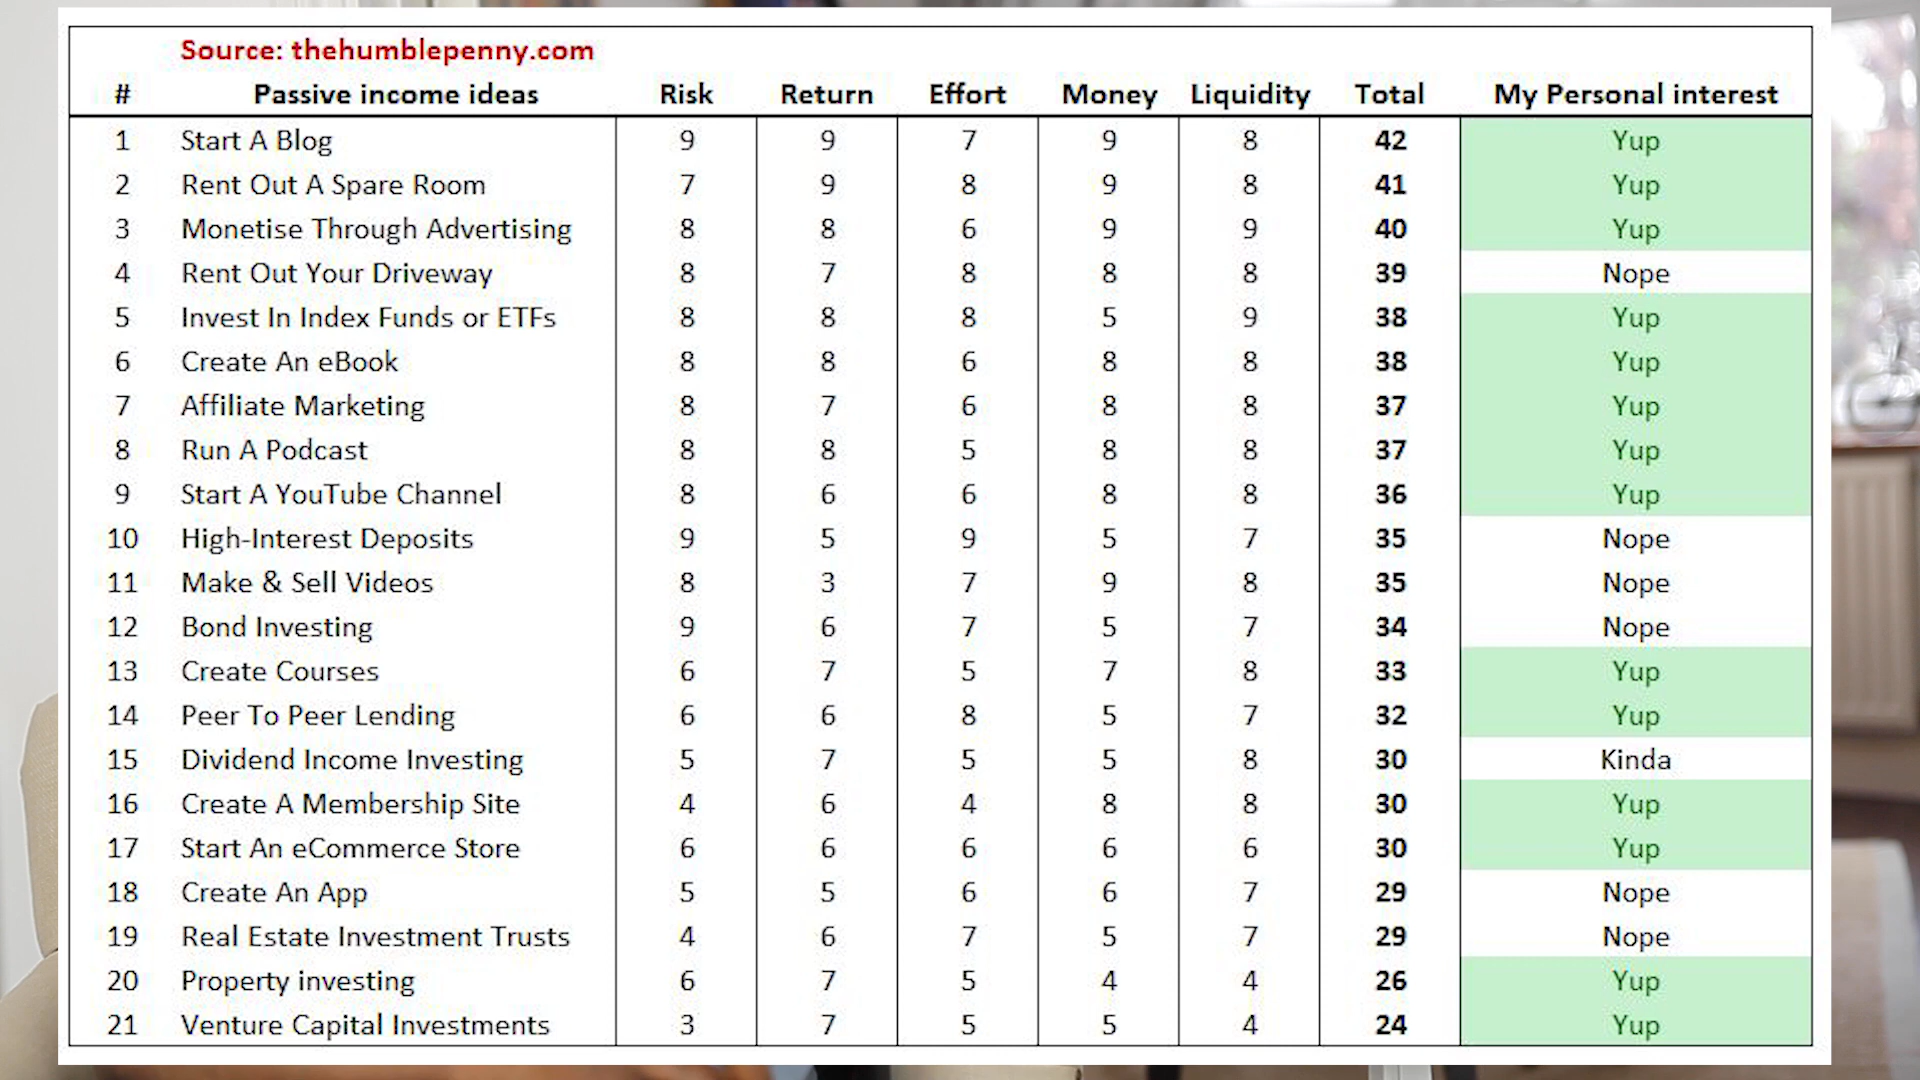 Source: thehumblepenny.com
# Passive income ideas Risk Return Effort Money Liquidity Total My Personal interest
1 Start A Blog 9 9 7 9 8 42 Yup
2 Rent Out A Spare Room 7 9 8 9 8 41 Yup
3 Monetise Through Advertising 8 8 6 9 9 40 Yup
4 Rent Out Your Driveway 8 7 8 8 8 39 Nope
5 Invest In Index Funds or ETFs 8 8 8 5 9 38 Yup
6 Create An eBook 8 8 6 8 8 38 Yup
7 Affiliate Marketing 8 7 6 8 8 37 Yup
8 Run A Podcast 8 8 5 8 8 37 Yup
9 Start A YouTube Channel 8 6 6 8 8 36 Yup
10 High-Interest Deposits 9 5 9 5 7 35 Nope
11 Make & Sell Videos 8 3 7 9 8 35 Nope
12 Bond Investing 9 6 7 5 7 34 Nope
13 Create Courses 6 7 5 7 8 33 Yup
14 Peer To Peer Lending 6 6 8 5 7 32 Yup
15 Dividend Income Investing 5 7 5 5 8 30 Kinda
16 Create A Membership Site 4 6 4 8 8 30 Yup
17 Start An eCommerce Store 6 6 6 6 6 30 Yup
18 Create An App 5 5 6 6 7 29 Nope
19 Real Estate Investment Trusts 4 6 7 5 7 29 Nope
20 Property investing 6 7 5 4 4 26 Yup
21 Venture Capital Investments 3 7 5 5 4 24 Yup